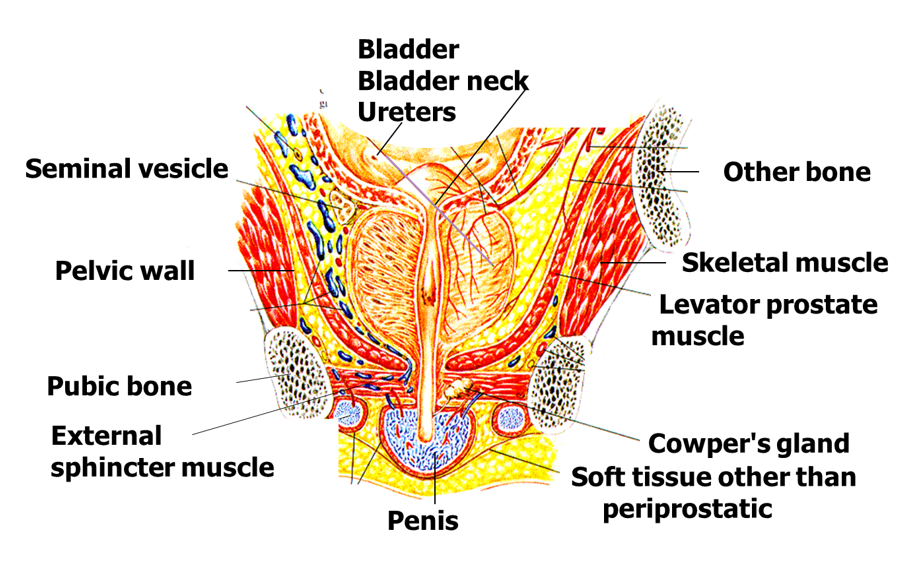 Bladder
Bladder neck
Ureters
Seminal vesicle
Other bone
Pelvic wall
Skeletal muscle
Levator prostate
muscle
Pubic bone
External
sphincter muscle
Cowper's gland
Soft tissue other than
periprostatic
Penis